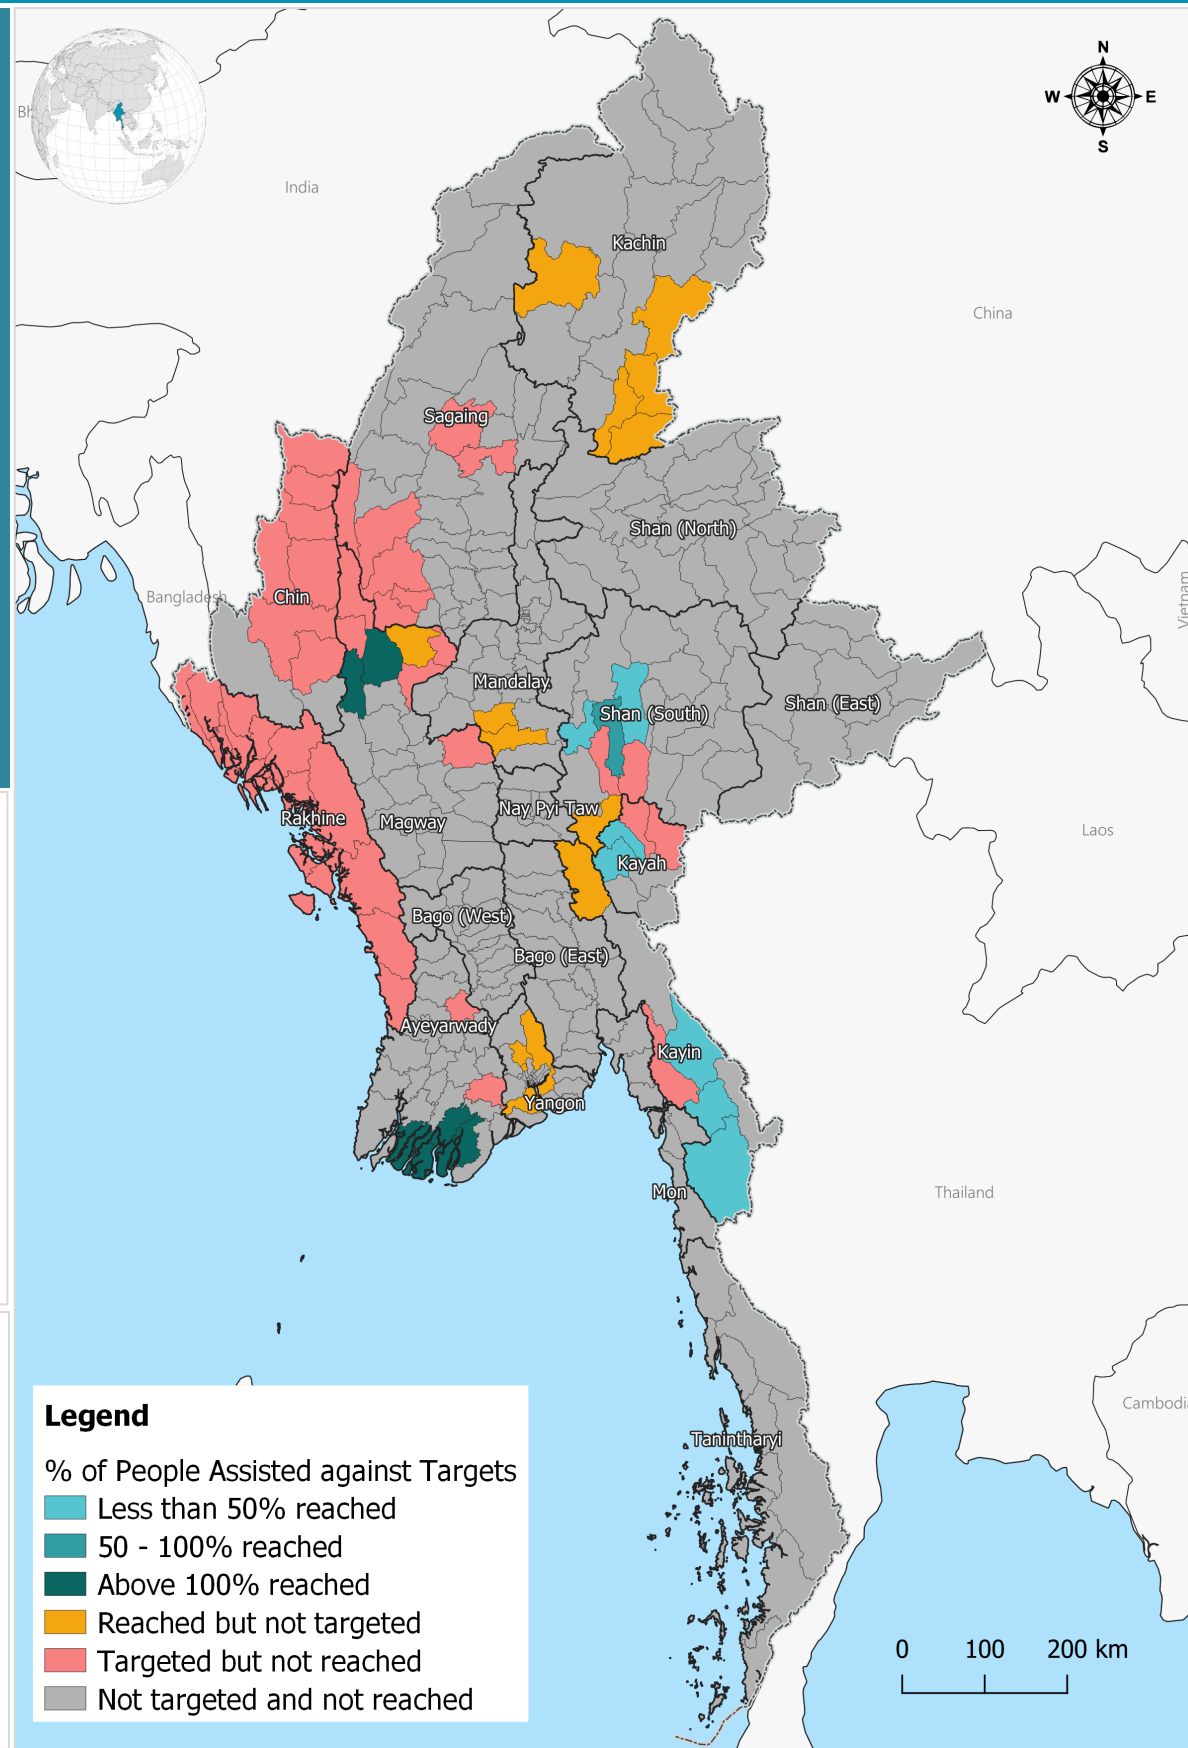 N
W
E
S
Bh
India
Kachin
China
Sagaing
Shan (North)
Vietnam
Bangladesh
Chin
Mandalay
Shan (South)
Shan (East)
Nay Pyi Taw
Rakhine
Magway
Laos
Kayah
Bago (West)
Bago (East)
Ayeyarwady
Kayin
Yangon
Mon
Thailand
Cambodi
Tanintharyi
Legend
% of People Assisted against Targets
Less than 50% reached
50 - 100% reached
Above 100% reached
Reached but not targeted
Targeted but not reached
Not targeted and not reached
0 100 200 km